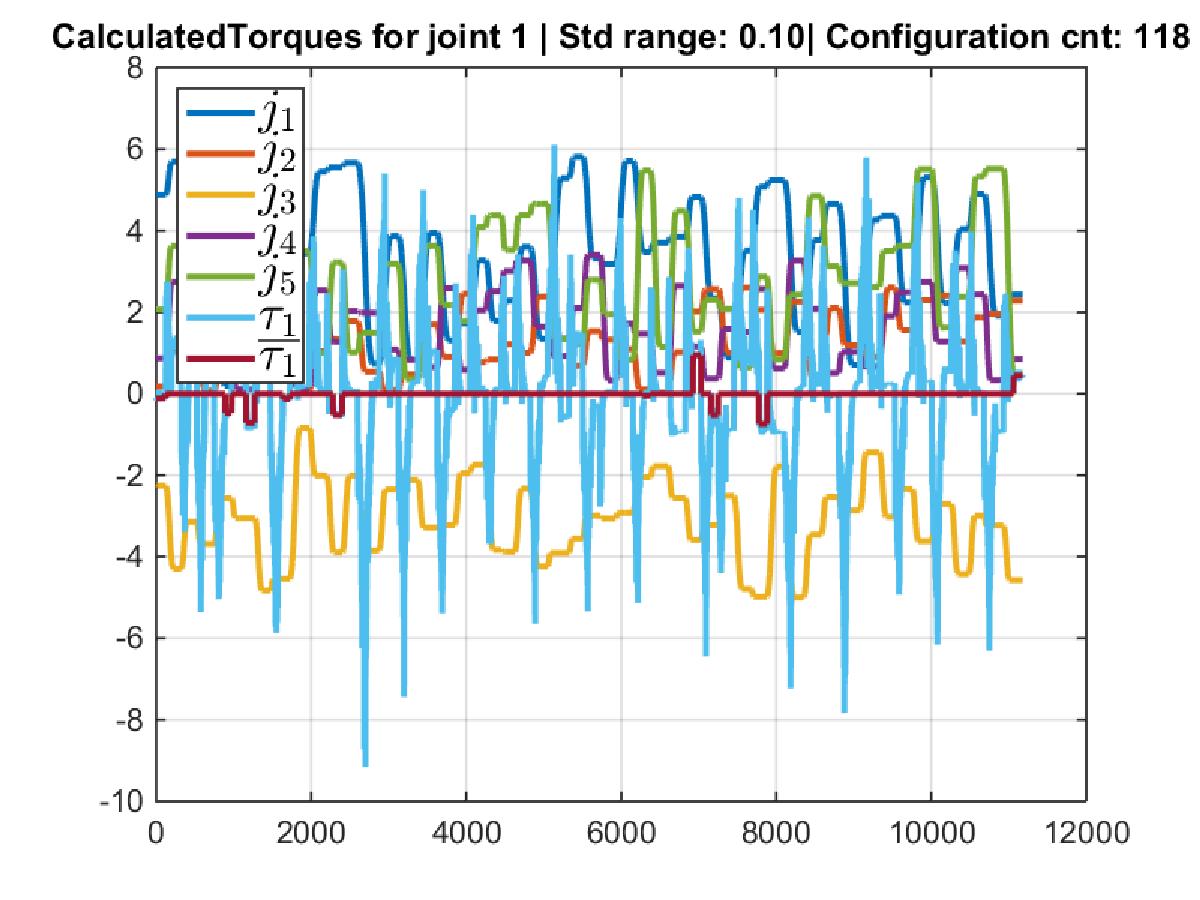 CalculatedTorques for joint 1 | Std range: 0.10| Configuration cnt: 118
8
6
4
2
0
-2
-4
-6
-8
-10
j₁
j₂
j₃
j₄
j₅
τ₁
τ̅₁
0 2000 4000 6000 8000 10000 12000